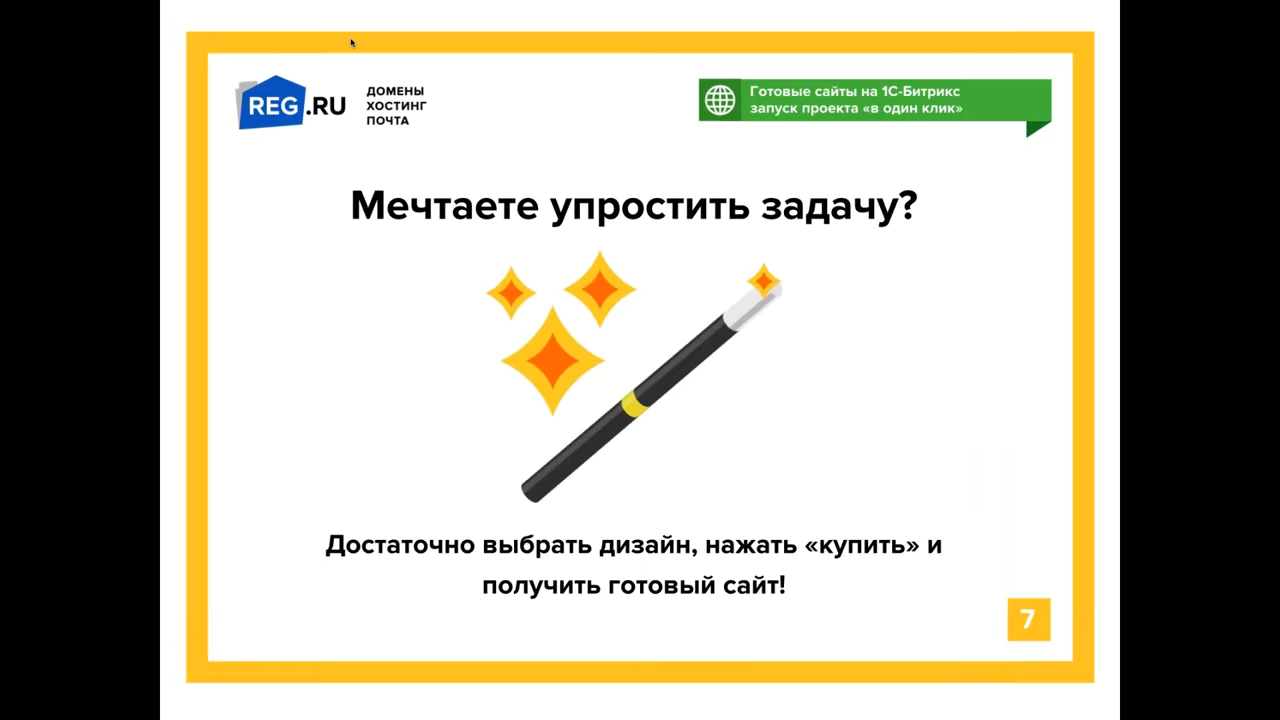 REG.RU
ДОМЕНЫ
ХОСТИНГ
ПОЧТА
Готовые сайты на 1С-Битрикс
запуск проекта «в один клик»
Мечтаете упростить задачу?
Достаточно выбрать дизайн, нажать «купить» и
получить готовый сайт!
7